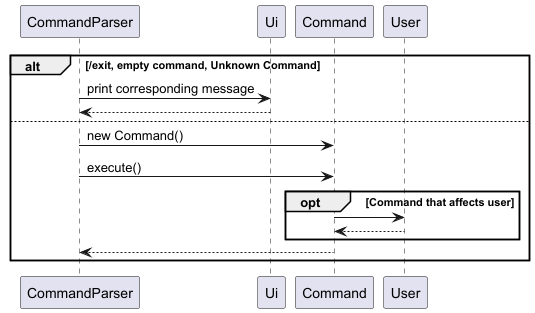 CommandParser Ui Command User
alt [/exit, empty command, Unknown Command]
print corresponding message
new Command()
execute()
opt [Command that affects user]
CommandParser Ui Command User